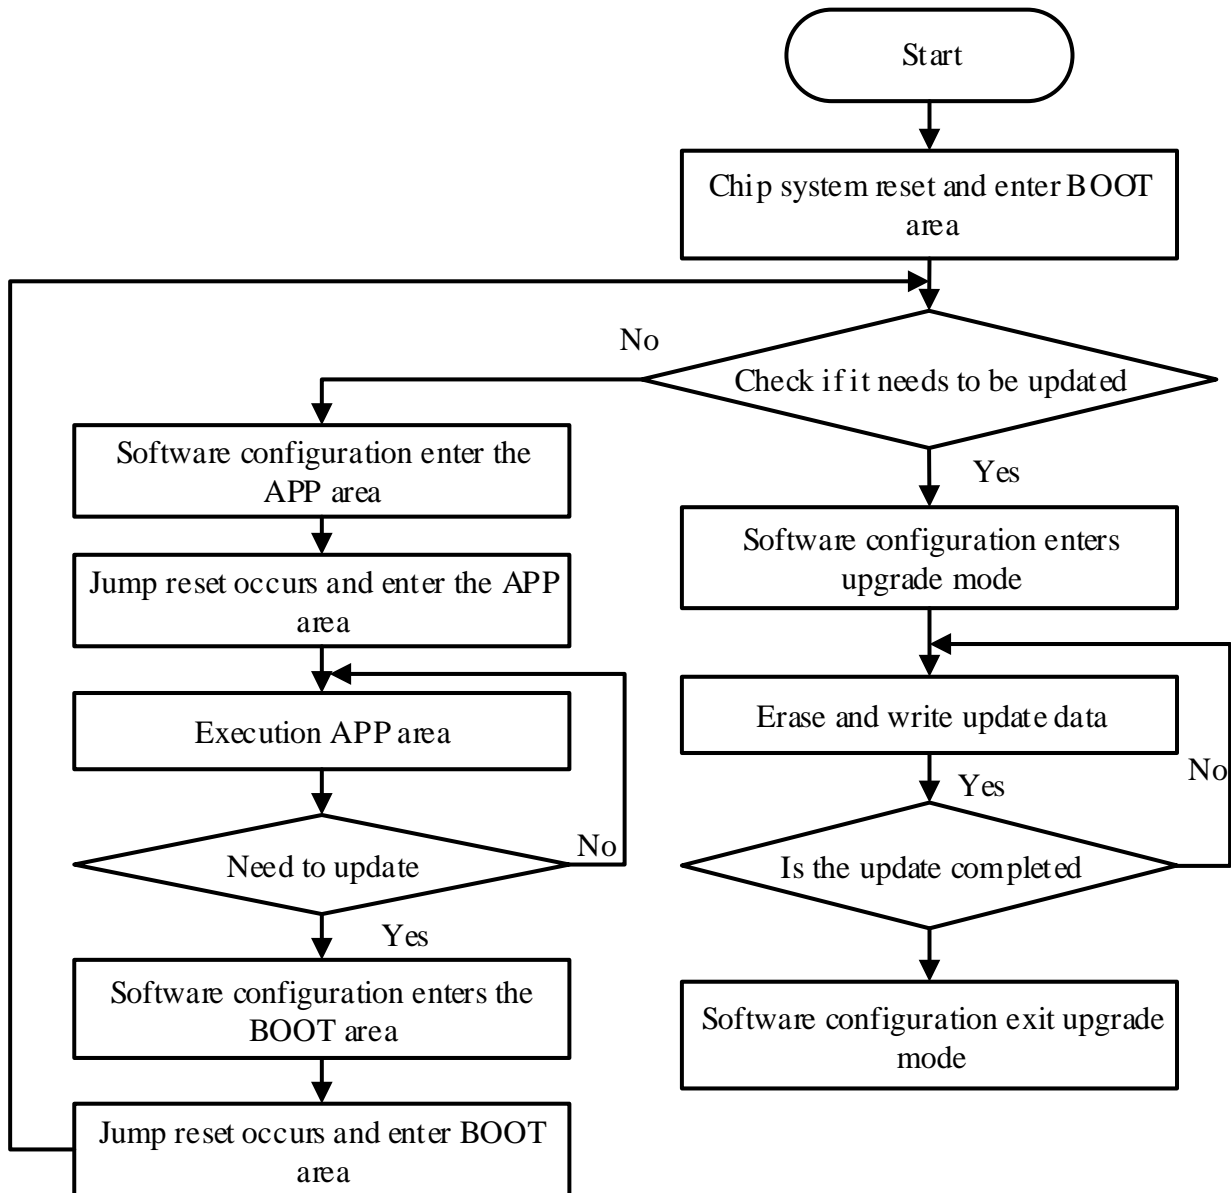 Start
Chip system reset and enter BOOT
area
No
Check if it needs to be updated
Yes
Software configuration enter the
APP area
Jump reset occurs and enter the APP
area
Execution APP area
Need to update
No
Yes
Software configuration enters the
BOOT area
Jump reset occurs and enter BOOT
area
Software configuration enters
upgrade mode
Erase and write update data
No
Yes
Is the update completed
Software configuration exit upgrade
mode